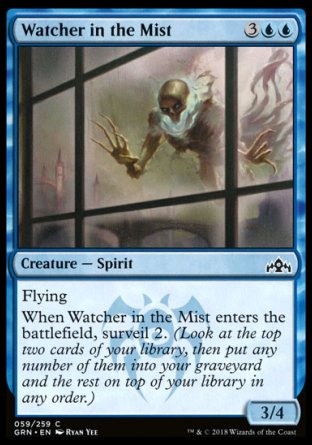 Watcher in the Mist 3
Creature — Spirit
Flying
When Watcher in the Mist enters the
battlefield, surveil 2. (Look at the top
two cards of your library, then put any
number of them into your graveyard
and the rest on top of your library in
any order.)
3/4
059/259 C
GRN • EN Ryan Yee
™ & © 2018 Wizards of the Coast